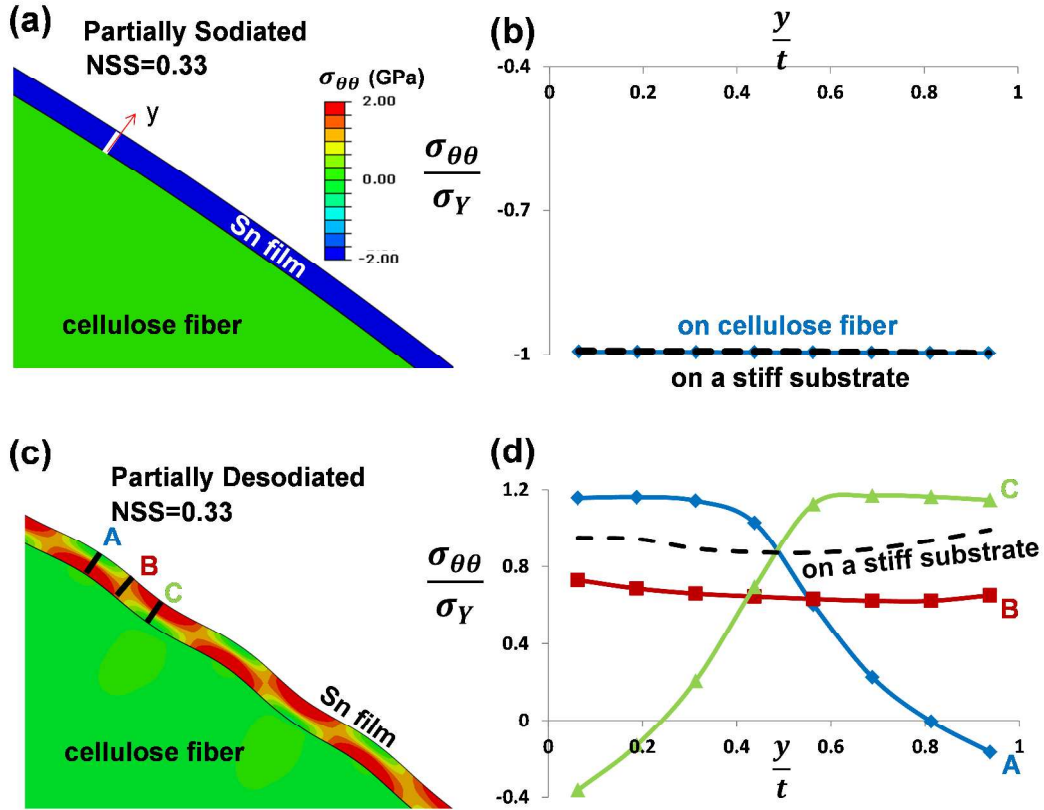 (a)
Partially Sodiated
NSS=0.33
y
σθθ (GPa)
2.00
0.00
-2.00
Sn film
cellulose fiber
(b)
y
t
-0.4
0
0.2
0.4
0.6
0.8
1
σθθ
σY
-0.7
on cellulose fiber
-1
on a stiff substrate
(c)
Partially Desodiated
NSS=0.33
A
B
C
Sn film
cellulose fiber
(d)
1.2
C
0.8
on a stiff substrate
σθθ
σY
B
0.4
0
A
0
0.2
0.4
y
t
0.6
0.8
1
-0.4